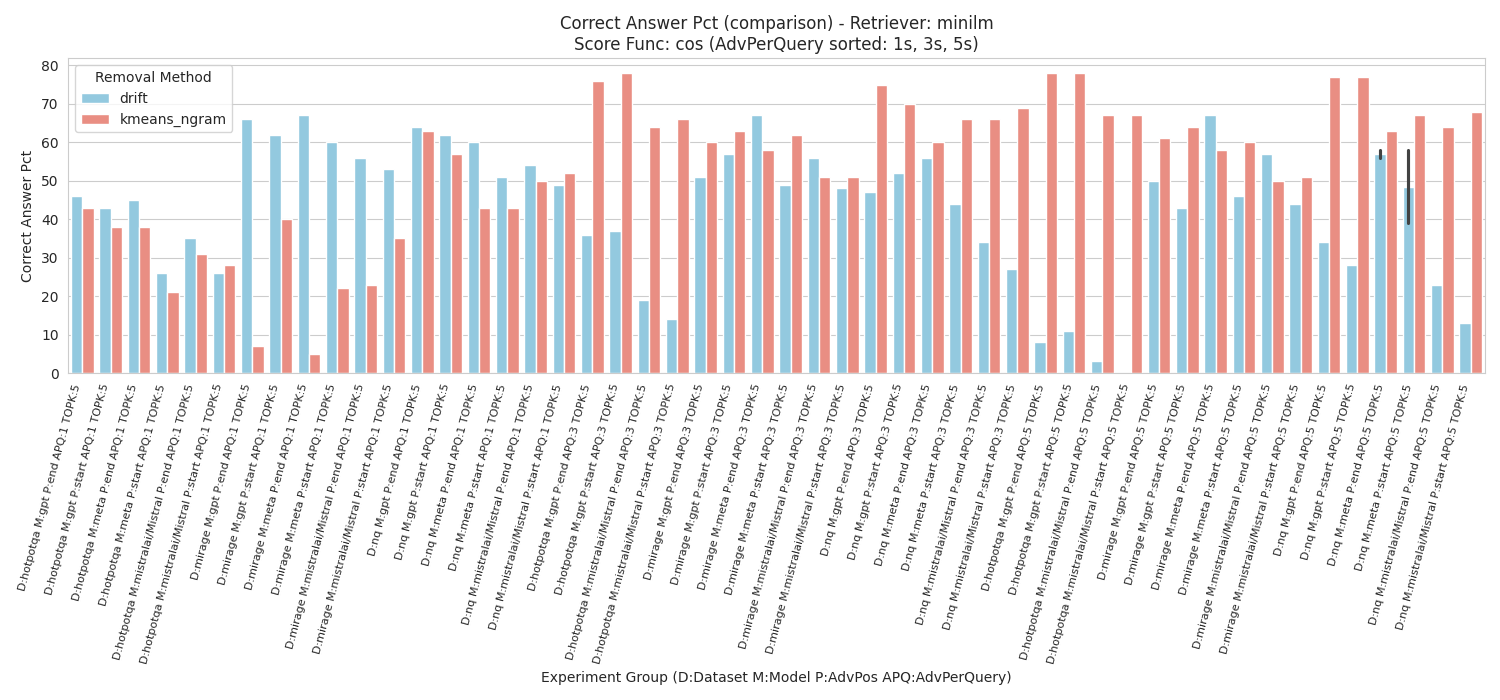 Correct Answer Pct (comparison) - Retriever: minilm
Score Func: cos (AdvPerQuery sorted: 1s, 3s, 5s)
Removal Method
drift
kmeans_ngram
Correct Answer Pct
80
70
60
50
40
30
20
10
0
D:hotpotqa M:gpt P:end APQ:1 TOPK:5
D:hotpotqa M:gpt P:start APQ:1 TOPK:5
D:hotpotqa M:meta P:end APQ:1 TOPK:5
D:hotpotqa M:meta P:start APQ:1 TOPK:5
D:hotpotqa M:mistralai/Mistral P:end APQ:1 TOPK:5
D:hotpotqa M:mistralai/Mistral P:start APQ:1 TOPK:5
D:mirage M:gpt P:end APQ:1 TOPK:5
D:mirage M:gpt P:start APQ:1 TOPK:5
D:mirage M:meta P:end APQ:1 TOPK:5
D:mirage M:meta P:start APQ:1 TOPK:5
D:mirage M:mistralai/Mistral P:end APQ:1 TOPK:5
D:mirage M:mistralai/Mistral P:start APQ:1 TOPK:5
D:nq M:gpt P:end APQ:1 TOPK:5
D:nq M:gpt P:start APQ:1 TOPK:5
D:nq M:meta P:end APQ:1 TOPK:5
D:nq M:meta P:start APQ:1 TOPK:5
D:nq M:mistralai/Mistral P:end APQ:1 TOPK:5
D:nq M:mistralai/Mistral P:start APQ:1 TOPK:5
D:hotpotqa M:gpt P:end APQ:3 TOPK:5
D:hotpotqa M:gpt P:start APQ:3 TOPK:5
D:hotpotqa M:mistralai/Mistral P:end APQ:3 TOPK:5
D:hotpotqa M:mistralai/Mistral P:start APQ:3 TOPK:5
D:mirage M:gpt P:end APQ:3 TOPK:5
D:mirage M:gpt P:start APQ:3 TOPK:5
D:mirage M:meta P:end APQ:3 TOPK:5
D:mirage M:meta P:start APQ:3 TOPK:5
D:mirage M:mistralai/Mistral P:end APQ:3 TOPK:5
D:mirage M:mistralai/Mistral P:start APQ:3 TOPK:5
D:nq M:gpt P:end APQ:3 TOPK:5
D:nq M:gpt P:start APQ:3 TOPK:5
D:nq M:meta P:end APQ:3 TOPK:5
D:nq M:meta P:start APQ:3 TOPK:5
D:nq M:mistralai/Mistral P:end APQ:3 TOPK:5
D:nq M:mistralai/Mistral P:start APQ:3 TOPK:5
D:hotpotqa M:gpt P:end APQ:5 TOPK:5
D:hotpotqa M:gpt P:start APQ:5 TOPK:5
D:hotpotqa M:mistralai/Mistral P:end APQ:5 TOPK:5
D:hotpotqa M:mistralai/Mistral P:start APQ:5 TOPK:5
D:mirage M:gpt P:end APQ:5 TOPK:5
D:mirage M:gpt P:start APQ:5 TOPK:5
D:mirage M:meta P:end APQ:5 TOPK:5
D:mirage M:meta P:start APQ:5 TOPK:5
D:mirage M:mistralai/Mistral P:end APQ:5 TOPK:5
D:mirage M:mistralai/Mistral P:start APQ:5 TOPK:5
D:nq M:gpt P:end APQ:5 TOPK:5
D:nq M:gpt P:start APQ:5 TOPK:5
D:nq M:meta P:end APQ:5 TOPK:5
D:nq M:meta P:start APQ:5 TOPK:5
D:nq M:mistralai/Mistral P:end APQ:5 TOPK:5
D:nq M:mistralai/Mistral P:start APQ:5 TOPK:5
Experiment Group (D:Dataset M:Model P:AdvPos APQ:AdvPerQuery)